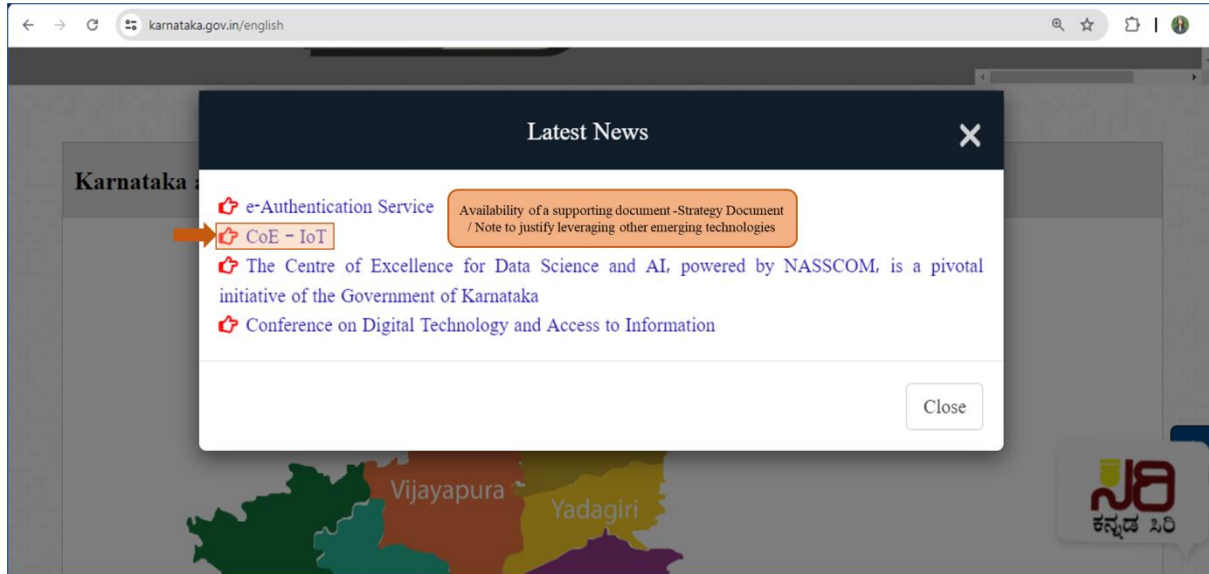 karnataka.gov.in/english
Latest News
Karnataka a
e-Authentication Service
Availability of a supporting document -Strategy Document
/ Note to justify leveraging other emerging technologies
CoE – IoT
The Centre of Excellence for Data Science and AI, powered by NASSCOM, is a pivotal
initiative of the Government of Karnataka
Conference on Digital Technology and Access to Information
Close
Vijayapura
Yadagiri
ಸಿರಿ
ಕನ್ನಡ ಸಿರಿ